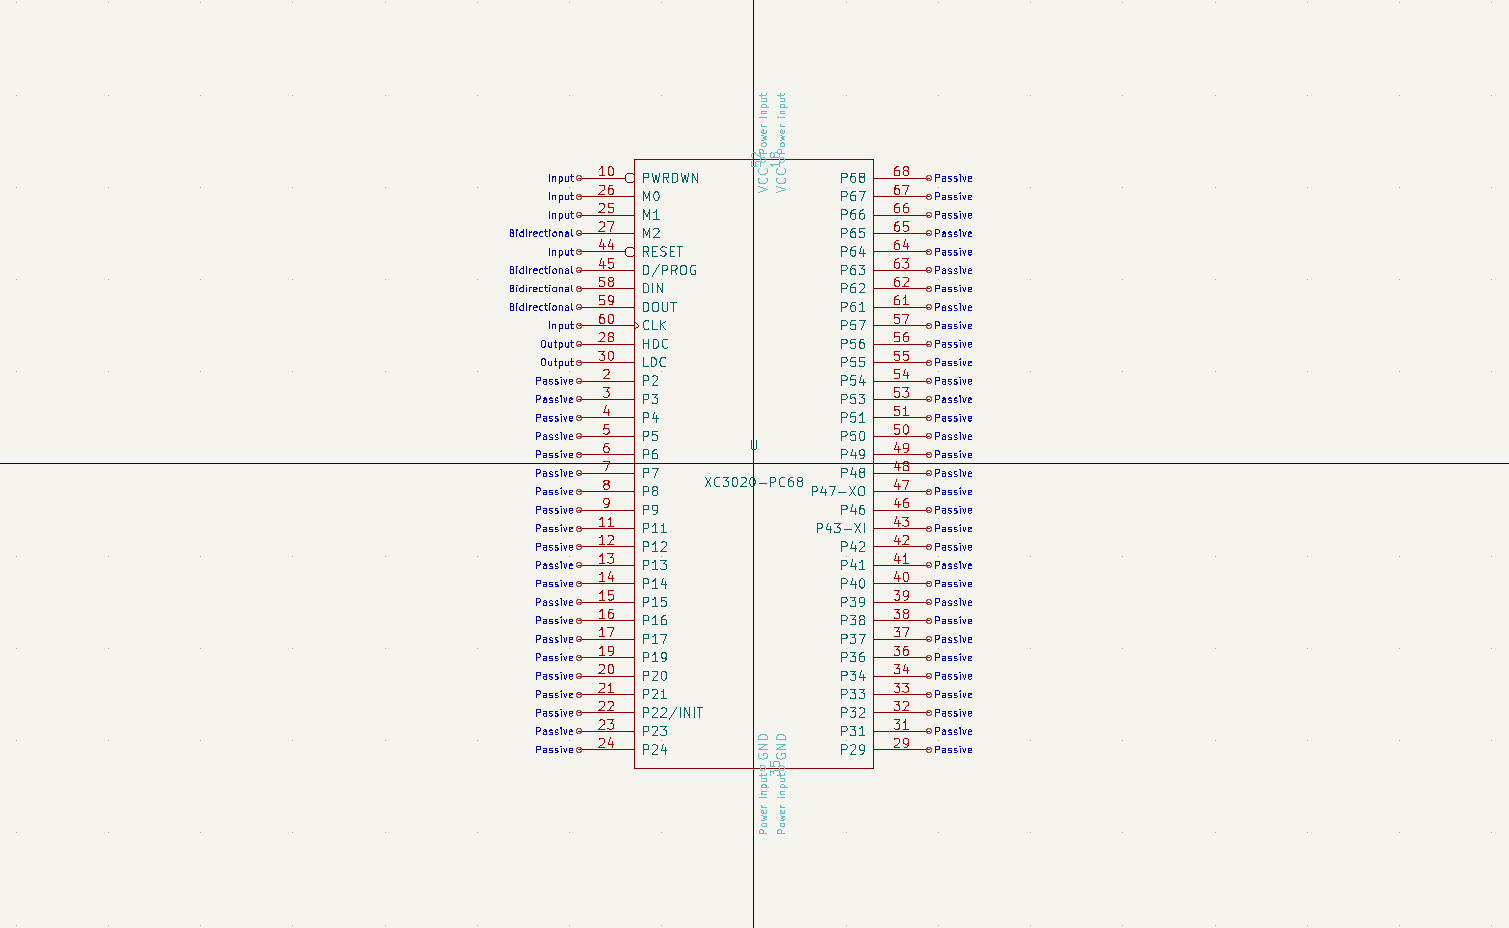 VCC Power Input
VCC Power input
18
Input 10 PWRDWN P68 68 Passive
Input 26 M0 P67 67 Passive
Input 25 M1 P66 66 Passive
Bidirectional 27 M2 P65 65 Passive
Input 44 RESET P64 64 Passive
Bidirectional 45 D/PROG P63 63 Passive
Bidirectional 58 DIN P62 62 Passive
Bidirectional 59 DOUT P61 61 Passive
Input 60 CLK P57 57 Passive
Output 28 HDC P56 56 Passive
Output 30 LDC P55 55 Passive
Passive 2 P2 P54 54 Passive
Passive 3 P3 P53 53 Passive
Passive 4 P4 P51 51 Passive
Passive 5 P5 P50 50 Passive
U
Passive 6 P6 P49 49 Passive
Passive 7 P7 P48 48 Passive
XC3020-PC68
Passive 8 P8 P47-XO 47 Passive
Passive 9 P9 P46 46 Passive
Passive 11 P11 P43-XI 43 Passive
Passive 12 P12 P42 42 Passive
Passive 13 P13 P41 41 Passive
Passive 14 P14 P40 40 Passive
Passive 15 P15 P39 39 Passive
Passive 16 P16 P38 38 Passive
Passive 17 P17 P37 37 Passive
Passive 19 P19 P36 36 Passive
Passive 20 P20 P34 34 Passive
Passive 21 P21 P33 33 Passive
Passive 22 P22/INIT P32 32 Passive
Passive 23 P23 P31 31 Passive
Passive 24 P24 P29 29 Passive
Power Input GND
Power input GND
35